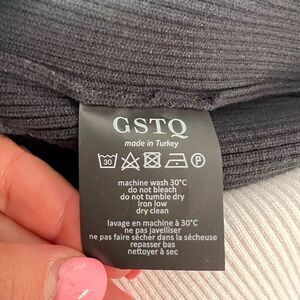 GSTQ
made in Turkey
30 P
machine wash 30°C
do not bleach
do not tumble dry
iron low
dry clean
lavage en machine à 30°C
ne pas javelliser
ne pas faire sécher dans la sécheuse
repasser bas
nettoyer à sec